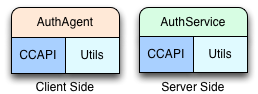 AuthAgent
CCAPI Utils
Client Side
AuthService
CCAPI Utils
Server Side